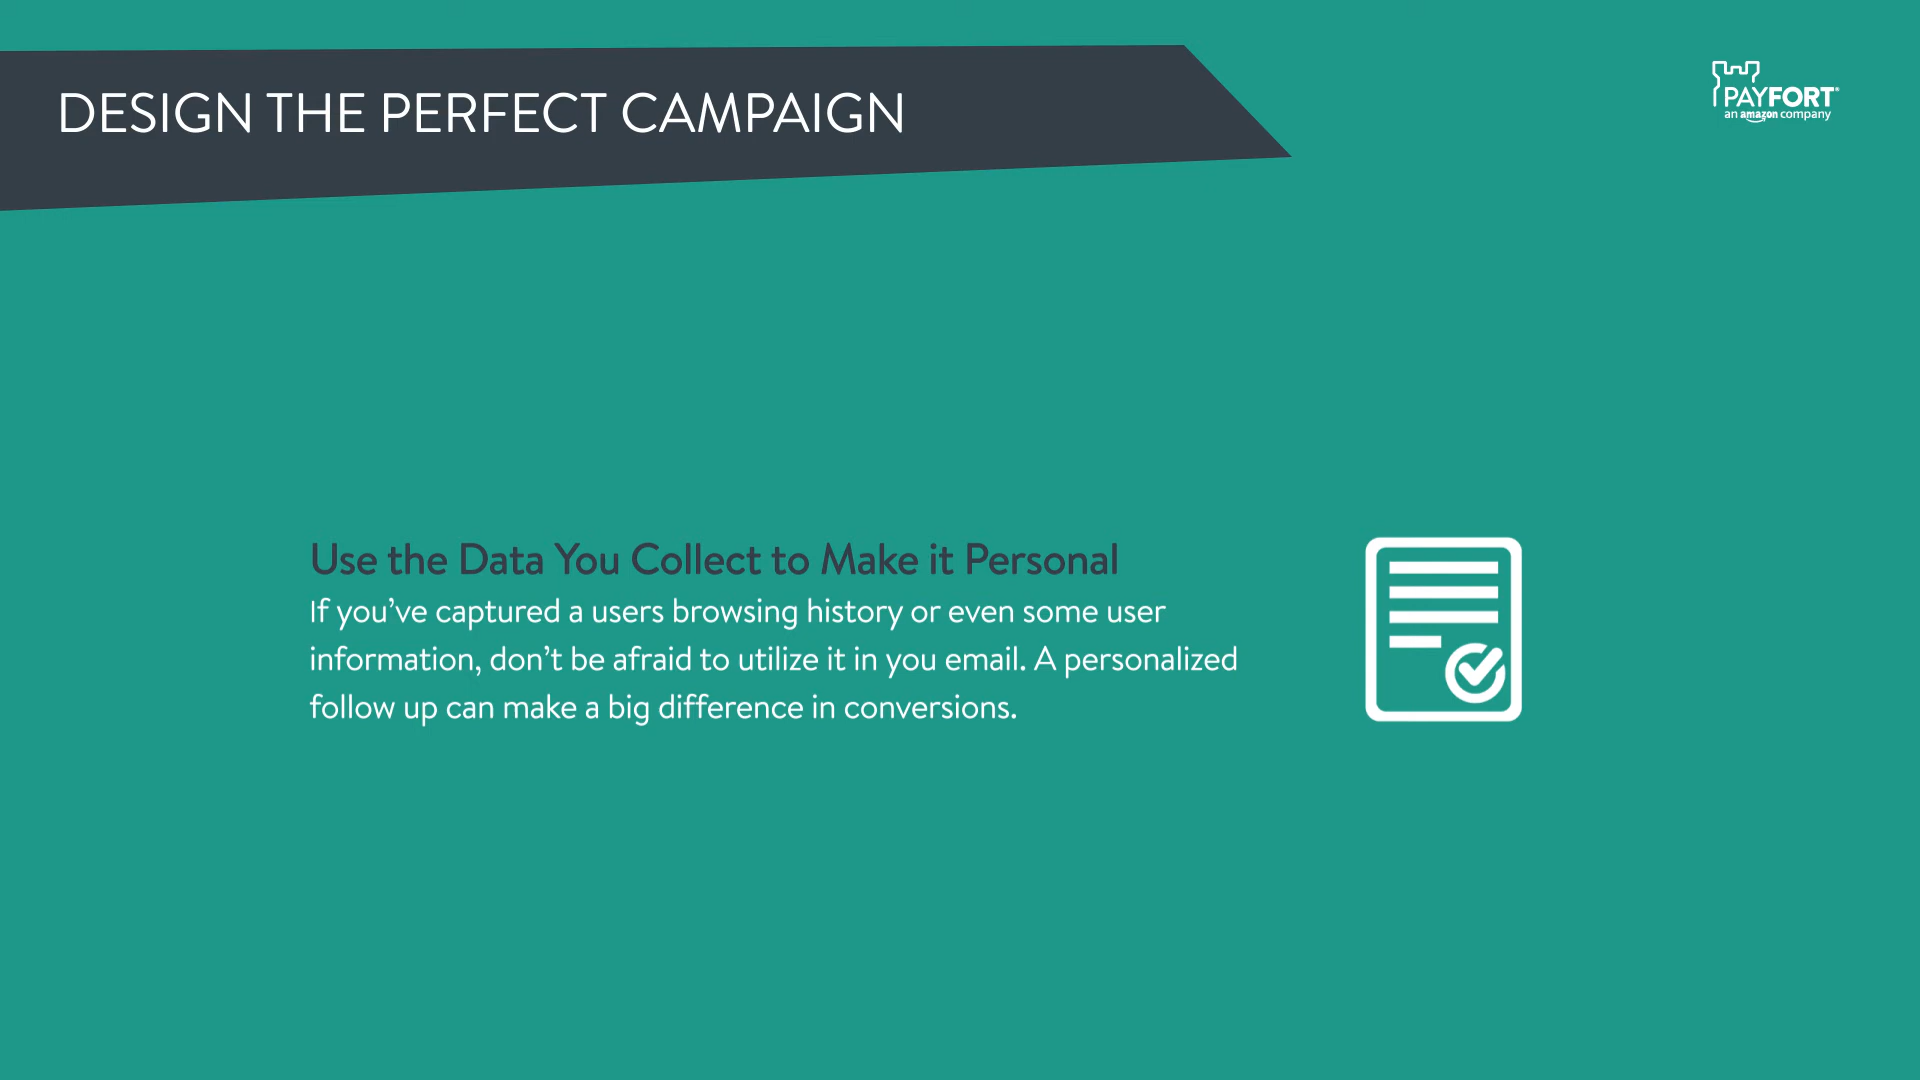 DESIGN THE PERFECT CAMPAIGN
PAYFORT®
an amazon company
Use the Data You Collect to Make it Personal
If you’ve captured a users browsing history or even some user
information, don’t be afraid to utilize it in you email. A personalized
follow up can make a big difference in conversions.